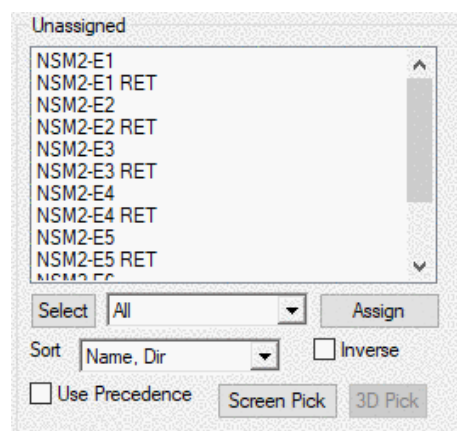 Unassigned
NSM2-E1
NSM2-E1 RET
NSM2-E2
NSM2-E2 RET
NSM2-E3
NSM2-E3 RET
NSM2-E4
NSM2-E4 RET
NSM2-E5
NSM2-E5 RET
Select All Assign
Sort Name, Dir Inverse
Use Precedence Screen Pick 3D Pick